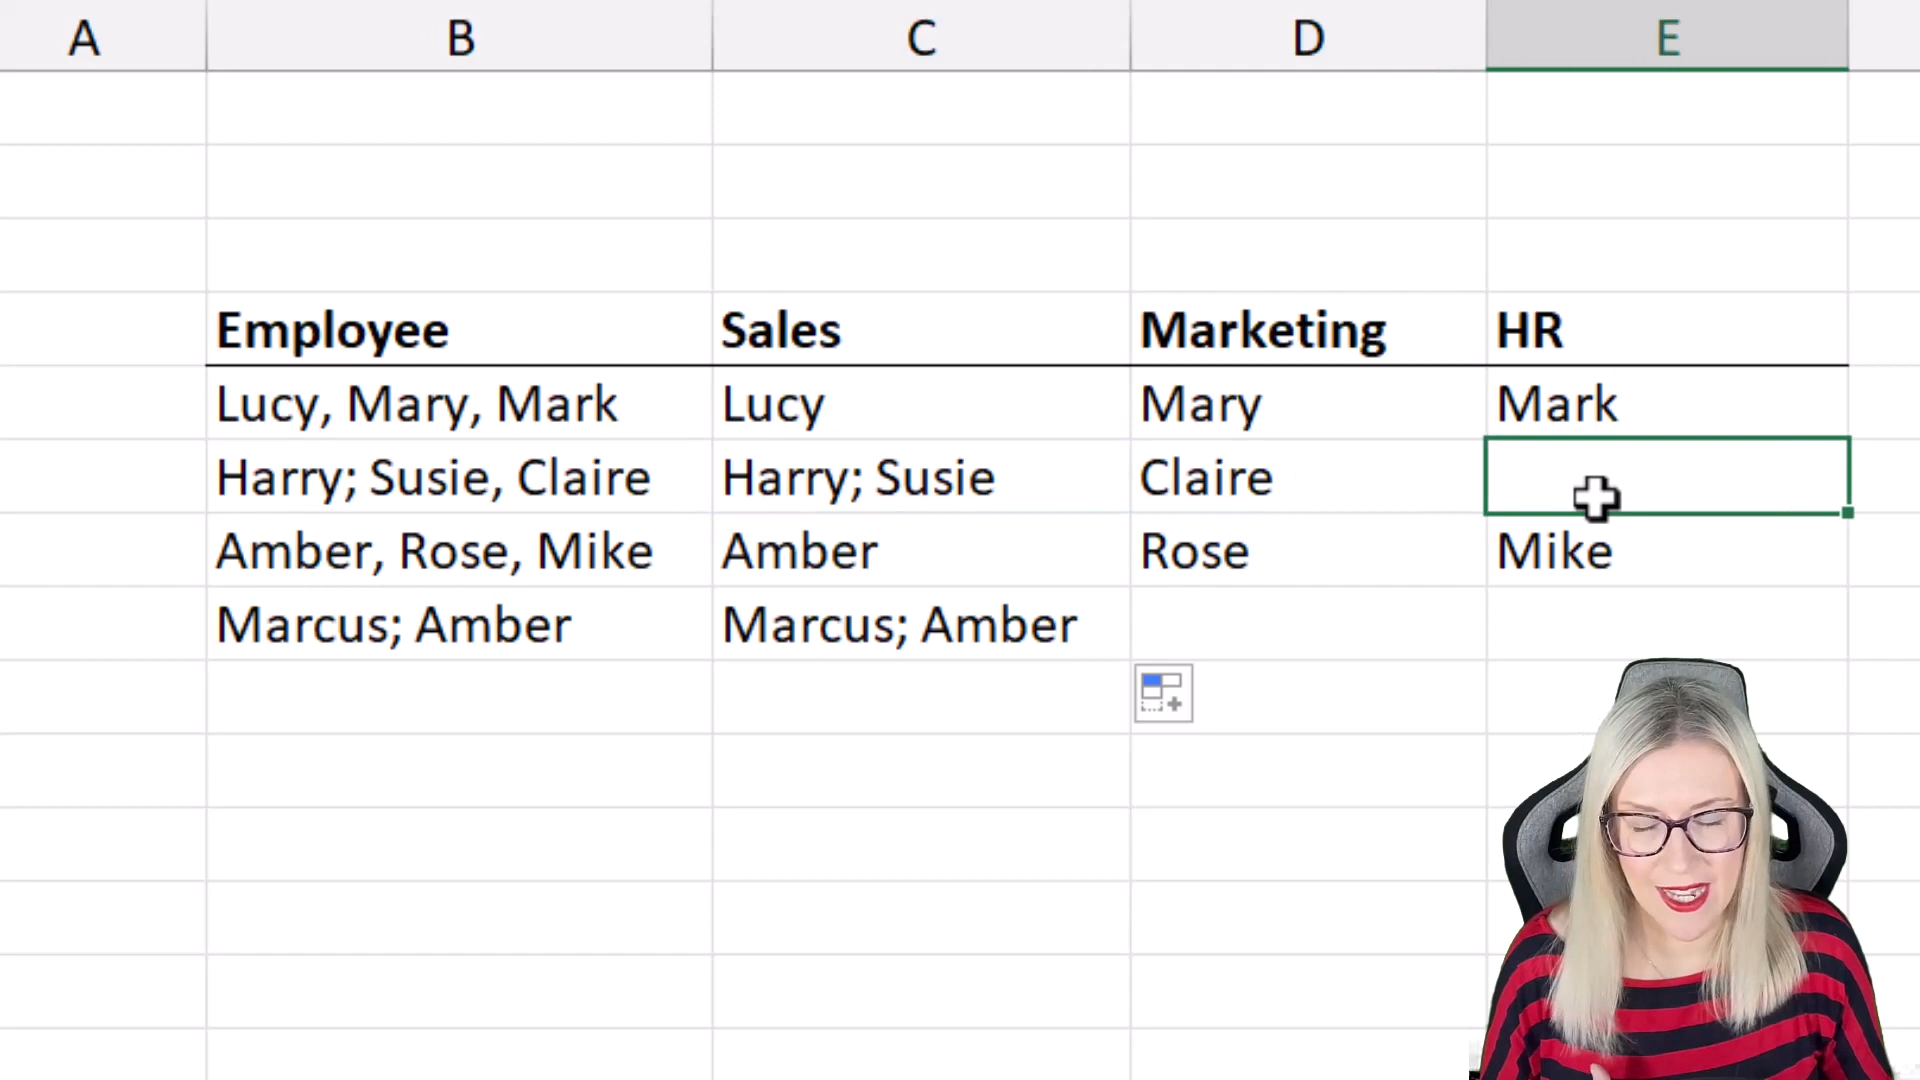 A B C D E
Employee Sales Marketing HR
Lucy, Mary, Mark Lucy Mary Mark
Harry; Susie, Claire Harry; Susie Claire
Amber, Rose, Mike Amber Rose Mike
Marcus; Amber Marcus; Amber